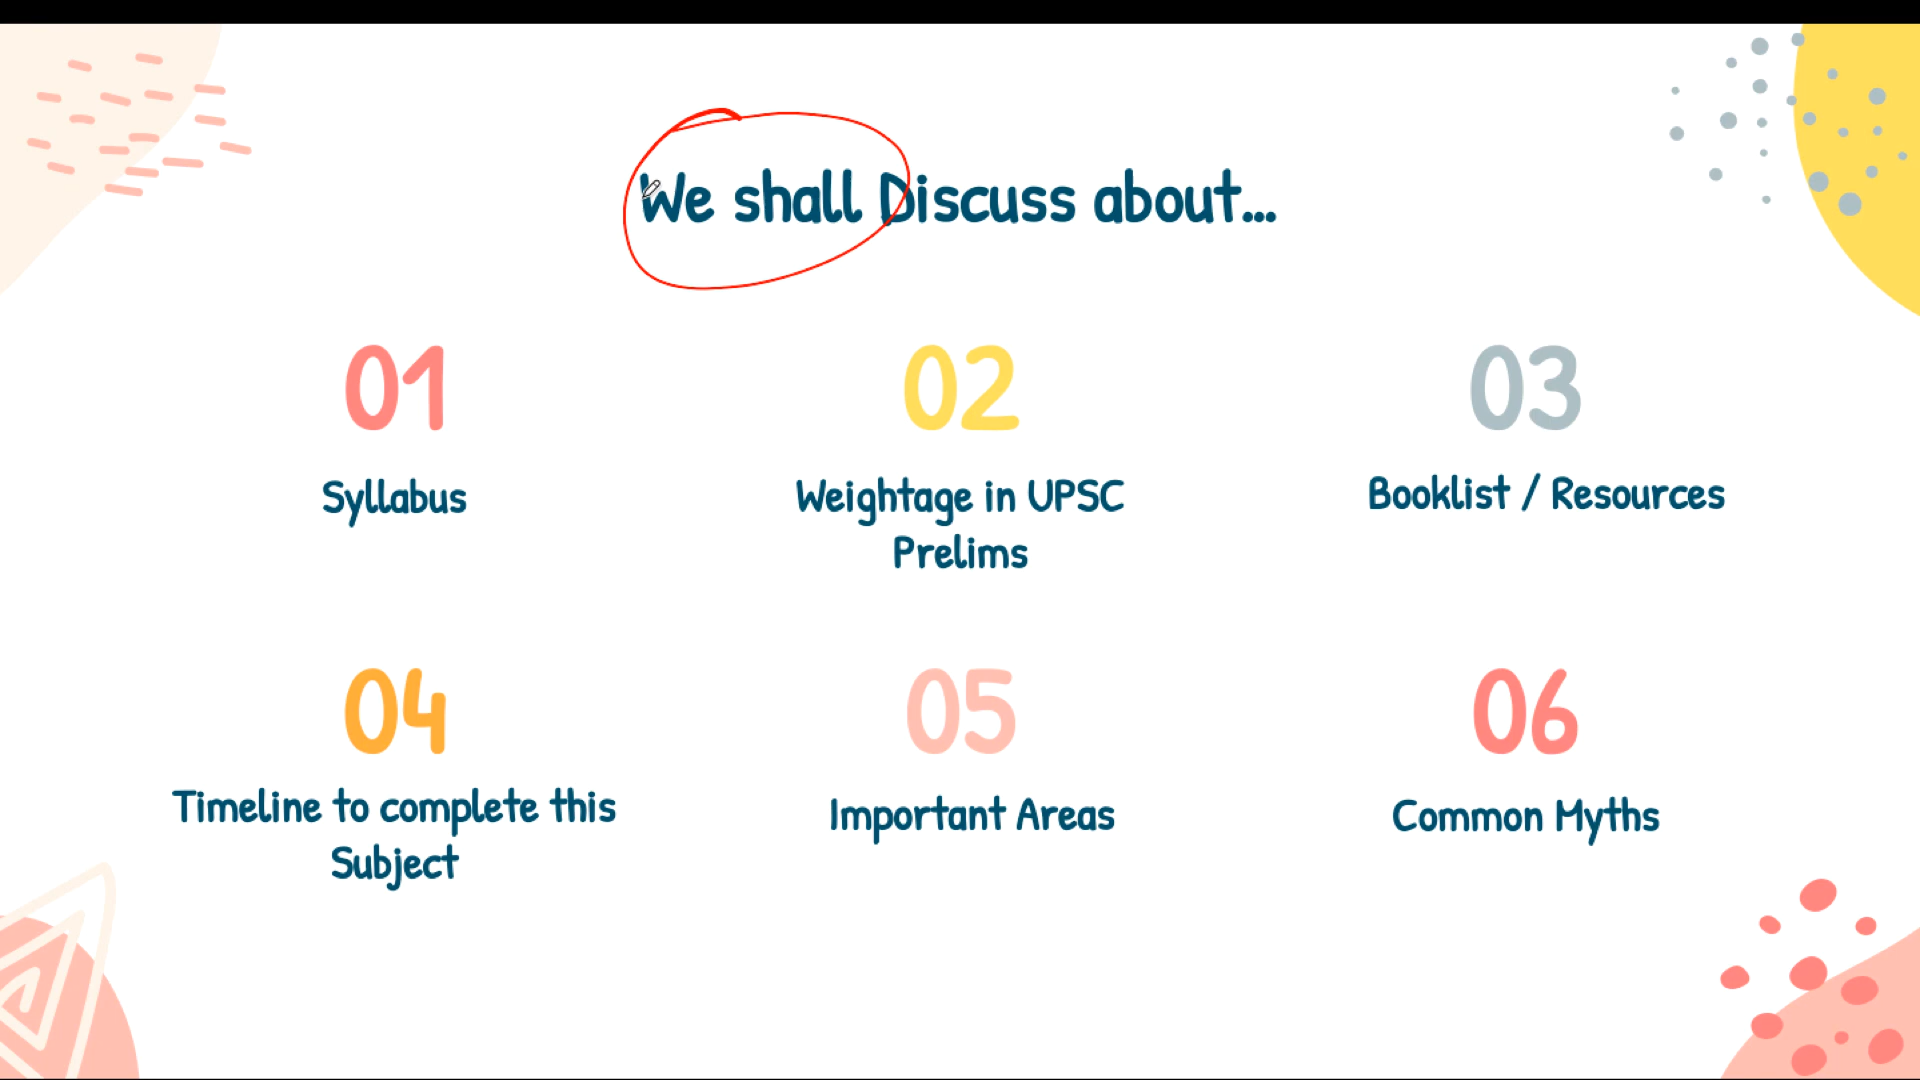 We shall Discuss about...
01
02
03
Syllabus
Weightage in UPSC
Prelims
Booklist / Resources
04
05
06
Timeline to complete this
Subject
Important Areas
Common Myths